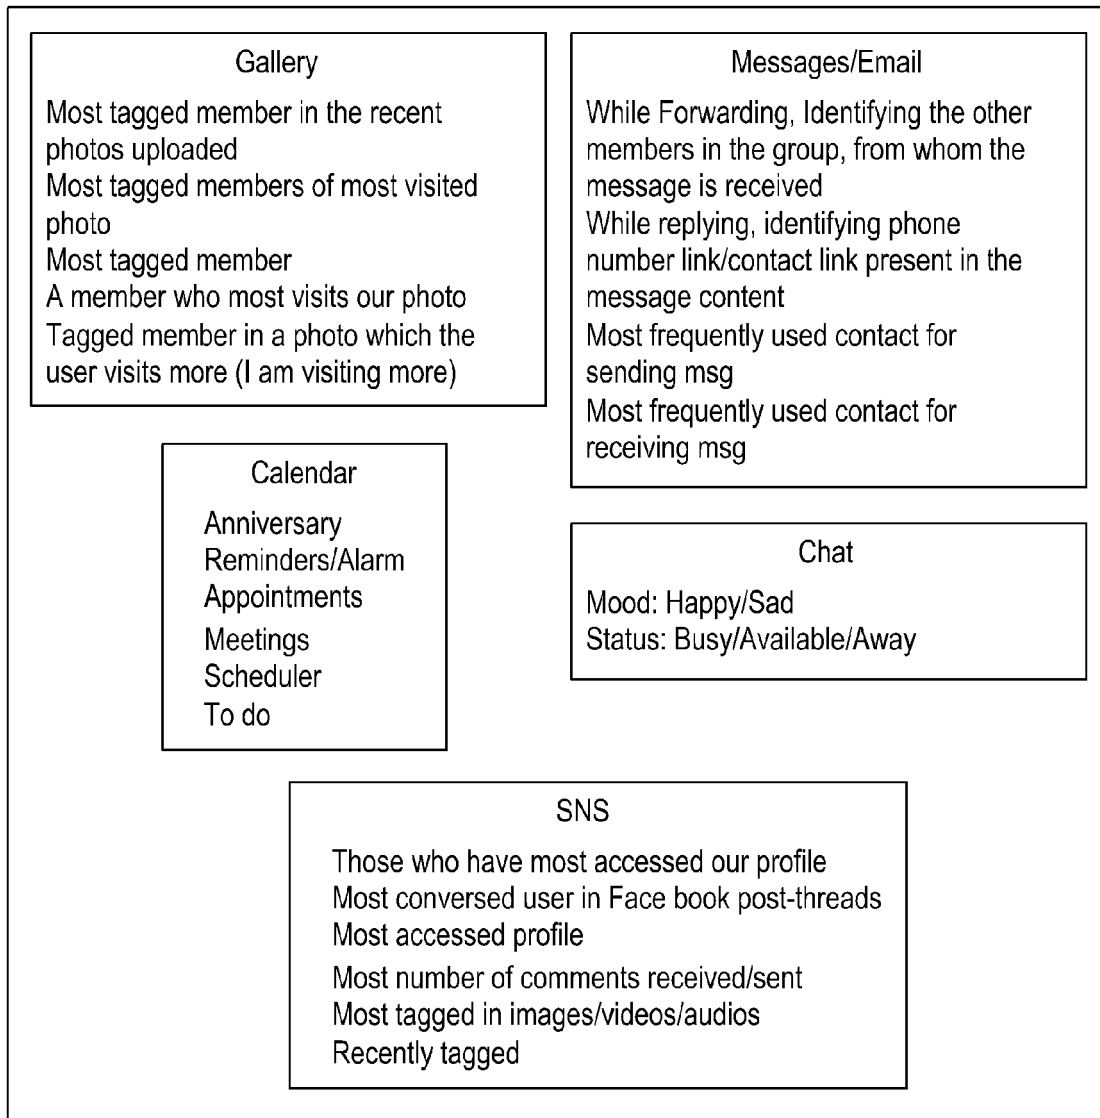 Gallery
Most tagged member in the recent
photos uploaded
Most tagged members of most visited
photo
Most tagged member
A member who most visits our photo
Tagged member in a photo which the
user visits more (I am visiting more)
Messages/Email
While Forwarding, Identifying the other
members in the group, from whom the
message is received
While replying, identifying phone
number link/contact link present in the
message content
Most frequently used contact for
sending msg
Most frequently used contact for
receiving msg
Calendar
Anniversary
Reminders/Alarm
Appointments
Meetings
Scheduler
To do
Chat
Mood: Happy/Sad
Status: Busy/Available/Away
SNS
Those who have most accessed our profile
Most conversed user in Face book post-threads
Most accessed profile
Most number of comments received/sent
Most tagged in images/videos/audios
Recently tagged